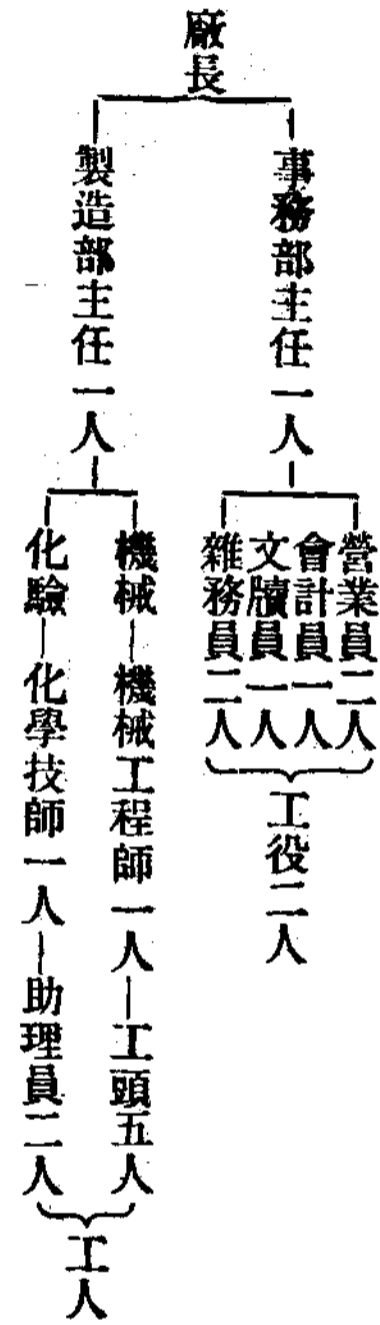 廠長
事務部主任一人
營業員二人
會計員一人
文牘員一人
雜務員二人
工役二人
製造部主任一人
機械—機械工程師一人—工頭五人
化驗—化學技師一人—助理員二人
工人